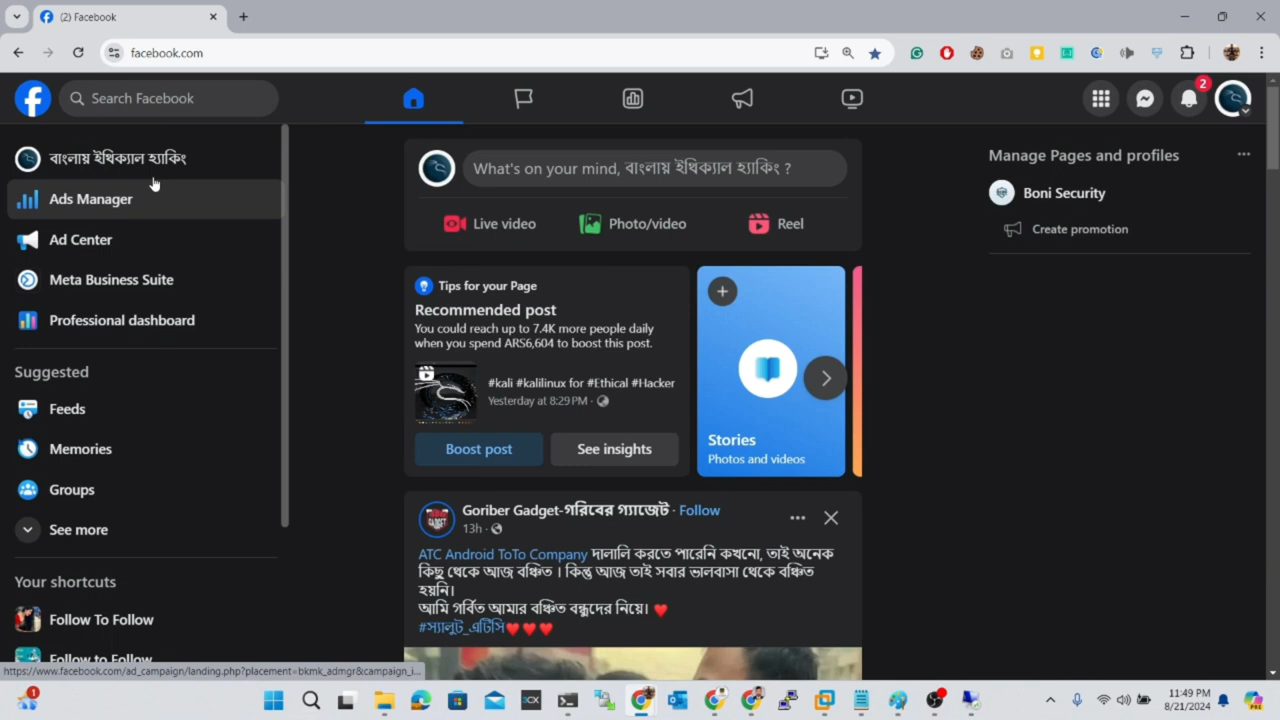 (2) Facebook
facebook.com
Search Facebook
2
বাংলায় ইথিক্যাল হ্যাকিং
Ads Manager
Ad Center
Meta Business Suite
Professional dashboard
Suggested
Feeds
Memories
Groups
See more
Your shortcuts
Follow To Follow
Follow to Follow
https://www.facebook.com/ad_campaign/landing.php?placement=bkmk_admgr&campaign_i...
What's on your mind, বাংলায় ইথিক্যাল হ্যাকিং ?
Live video
Photo/video
Reel
Tips for your Page
Recommended post
You could reach up to 7.4K more people daily
when you spend ARS6,604 to boost this post.
#kali #kalilinux for #Ethical #Hacker
Yesterday at 8:29 PM ·
Boost post
See insights
Stories
Photos and videos
Goriber Gadget-গরিবের গ্যাজেট · Follow
13h ·
ATC Android ToTo Company দালালি করতে পারেনি কখনো, তাই অনেক
কিছু থেকে আজ বঞ্চিত । কিন্তু আজ তাই সবার ভালবাসা থেকে বঞ্চিত
হয়নি।
আমি গর্বিত আমার বঞ্চিত বন্ধুদের নিয়ে। ❤️
#স্যালুট_এটিসি❤️❤️❤️
Manage Pages and profiles
Boni Security
Create promotion
1
11:49 PM
8/21/2024